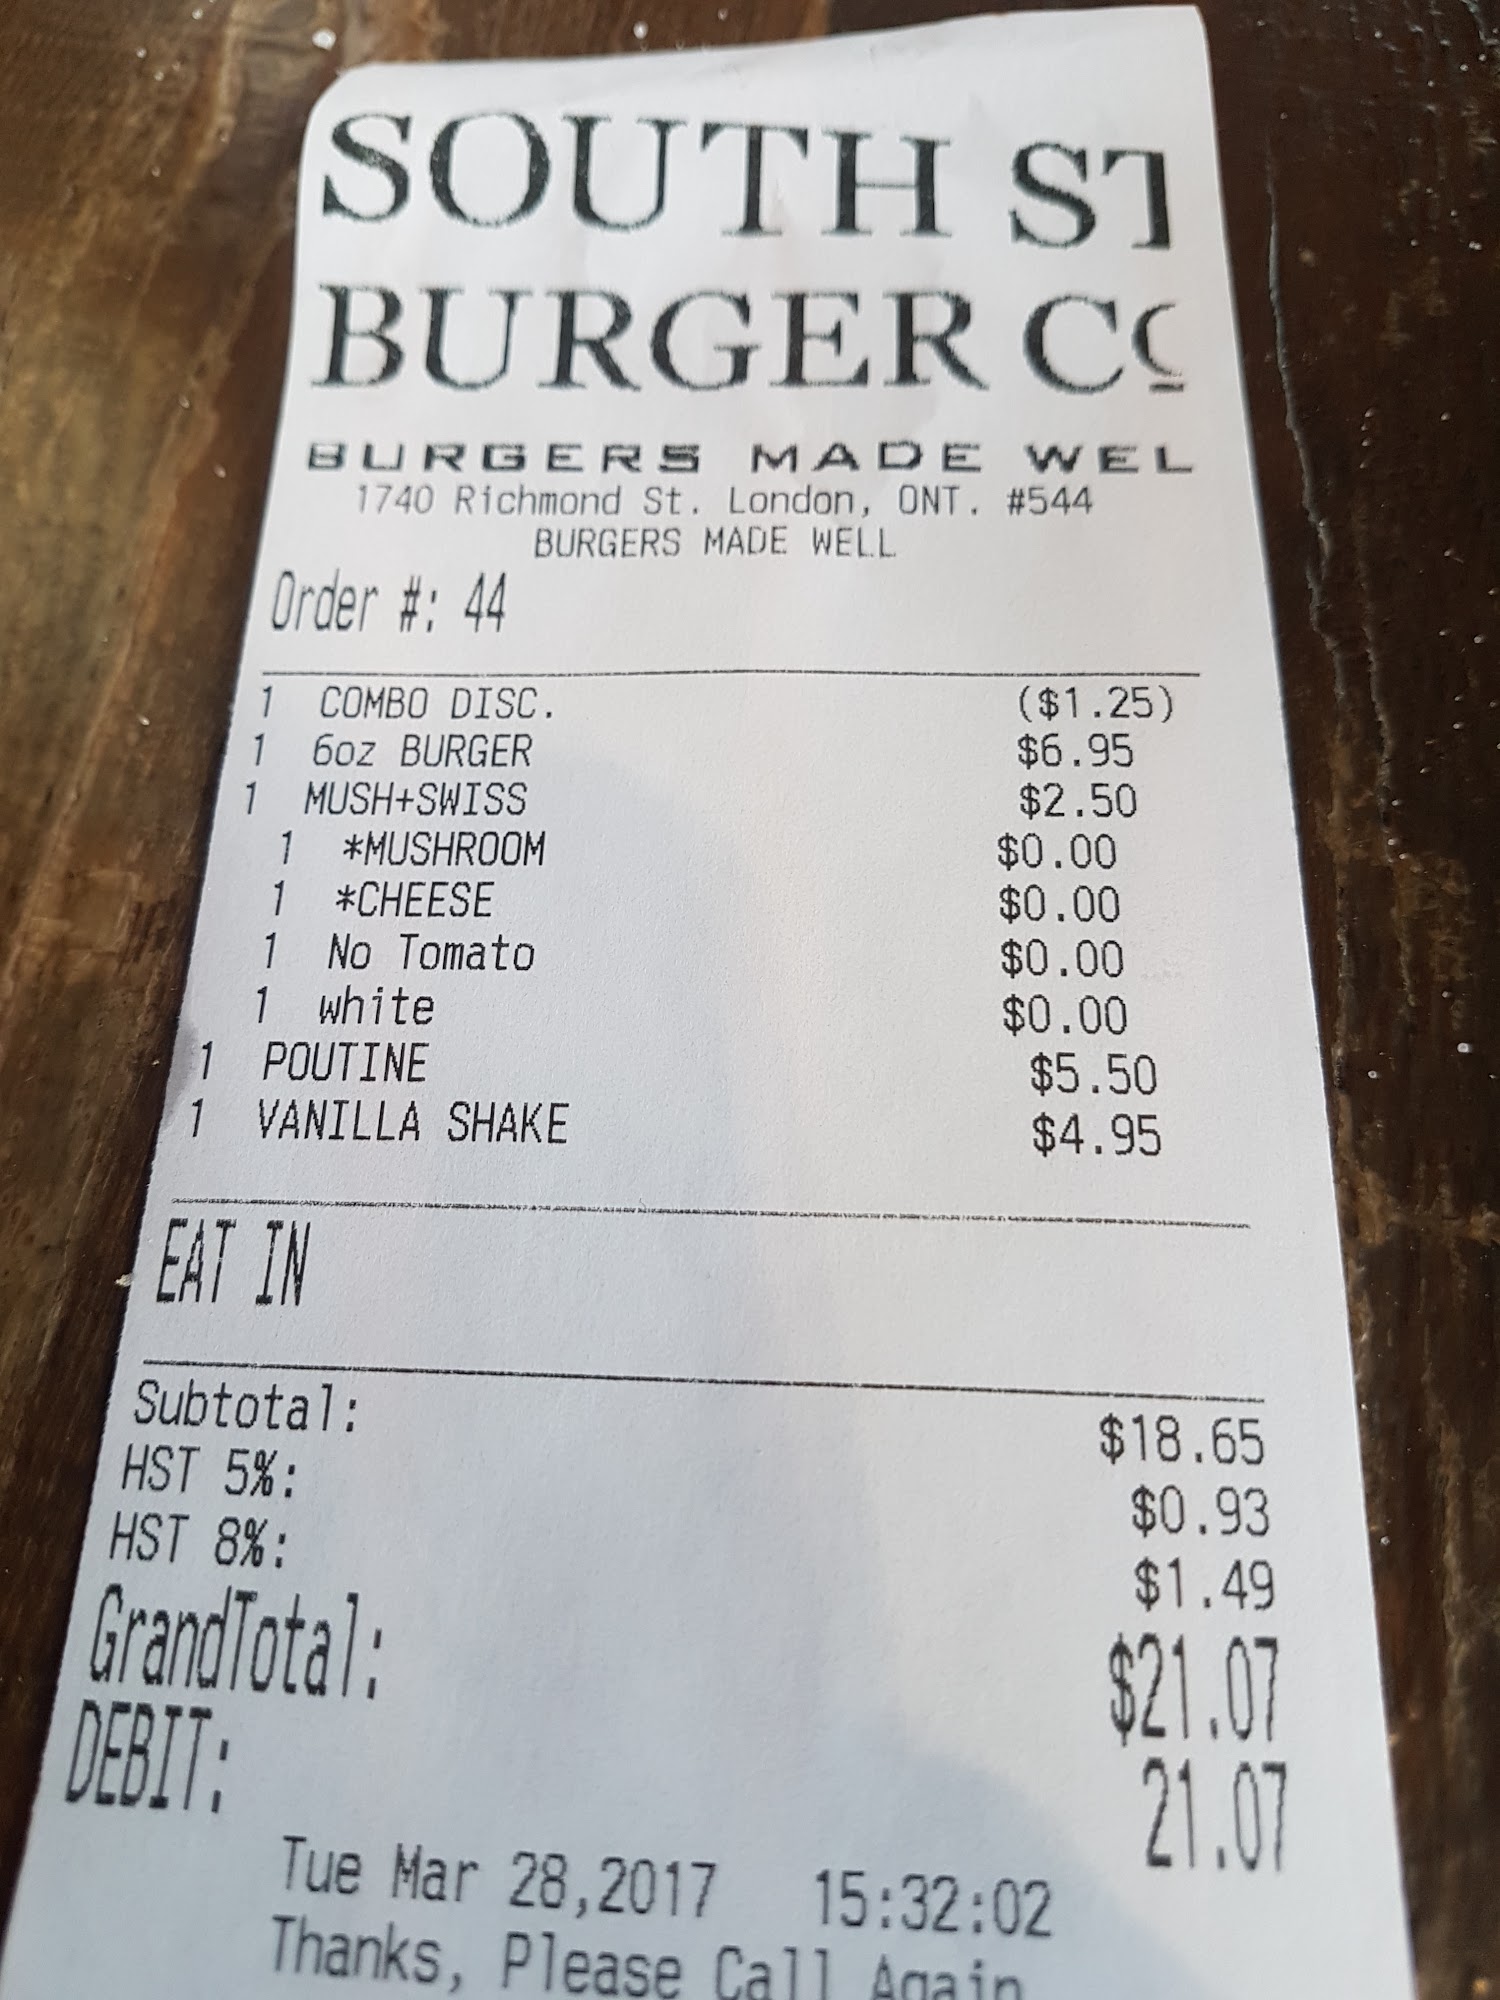 SOUTH ST
BURGER CO
BURGERS MADE WEL
1740 Richmond St. London, ONT. #544
BURGERS MADE WELL
Order #: 44
1 COMBO DISC. ($1.25)
1 6oz BURGER $6.95
1 MUSH+SWISS $2.50
1 *MUSHROOM $0.00
1 *CHEESE $0.00
1 No Tomato $0.00
1 white $0.00
1 POUTINE $5.50
1 VANILLA SHAKE $4.95
EAT IN
Subtotal: $18.65
HST 5%: $0.93
HST 8%: $1.49
GrandTotal: $21.07
DEBIT: 21.07
Tue Mar 28,2017 15:32:02
Thanks, Please Call Again